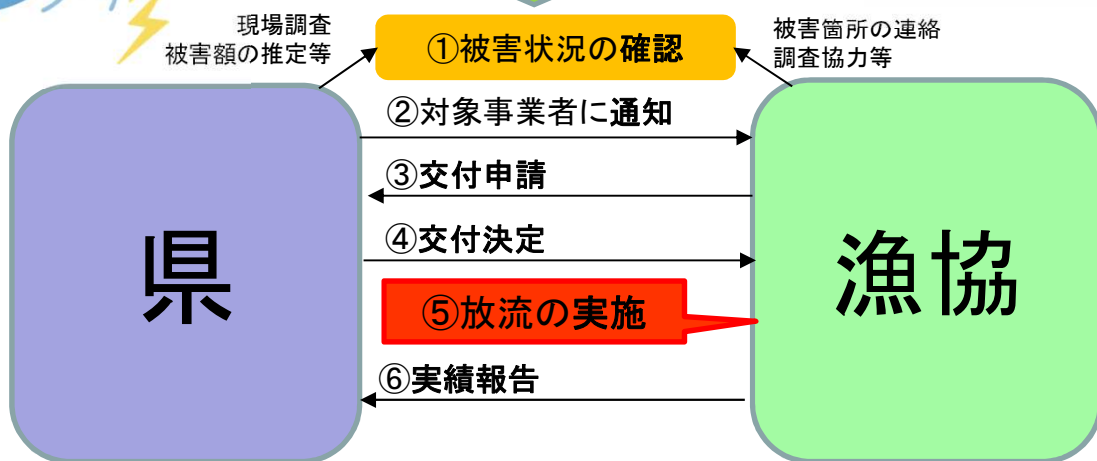 現場調査
被害額の推定等
①被害状況の確認
被害箇所の連絡
調査協力等
②対象事業者に通知
③交付申請
④交付決定
⑤放流の実施
⑥実績報告
県
漁協